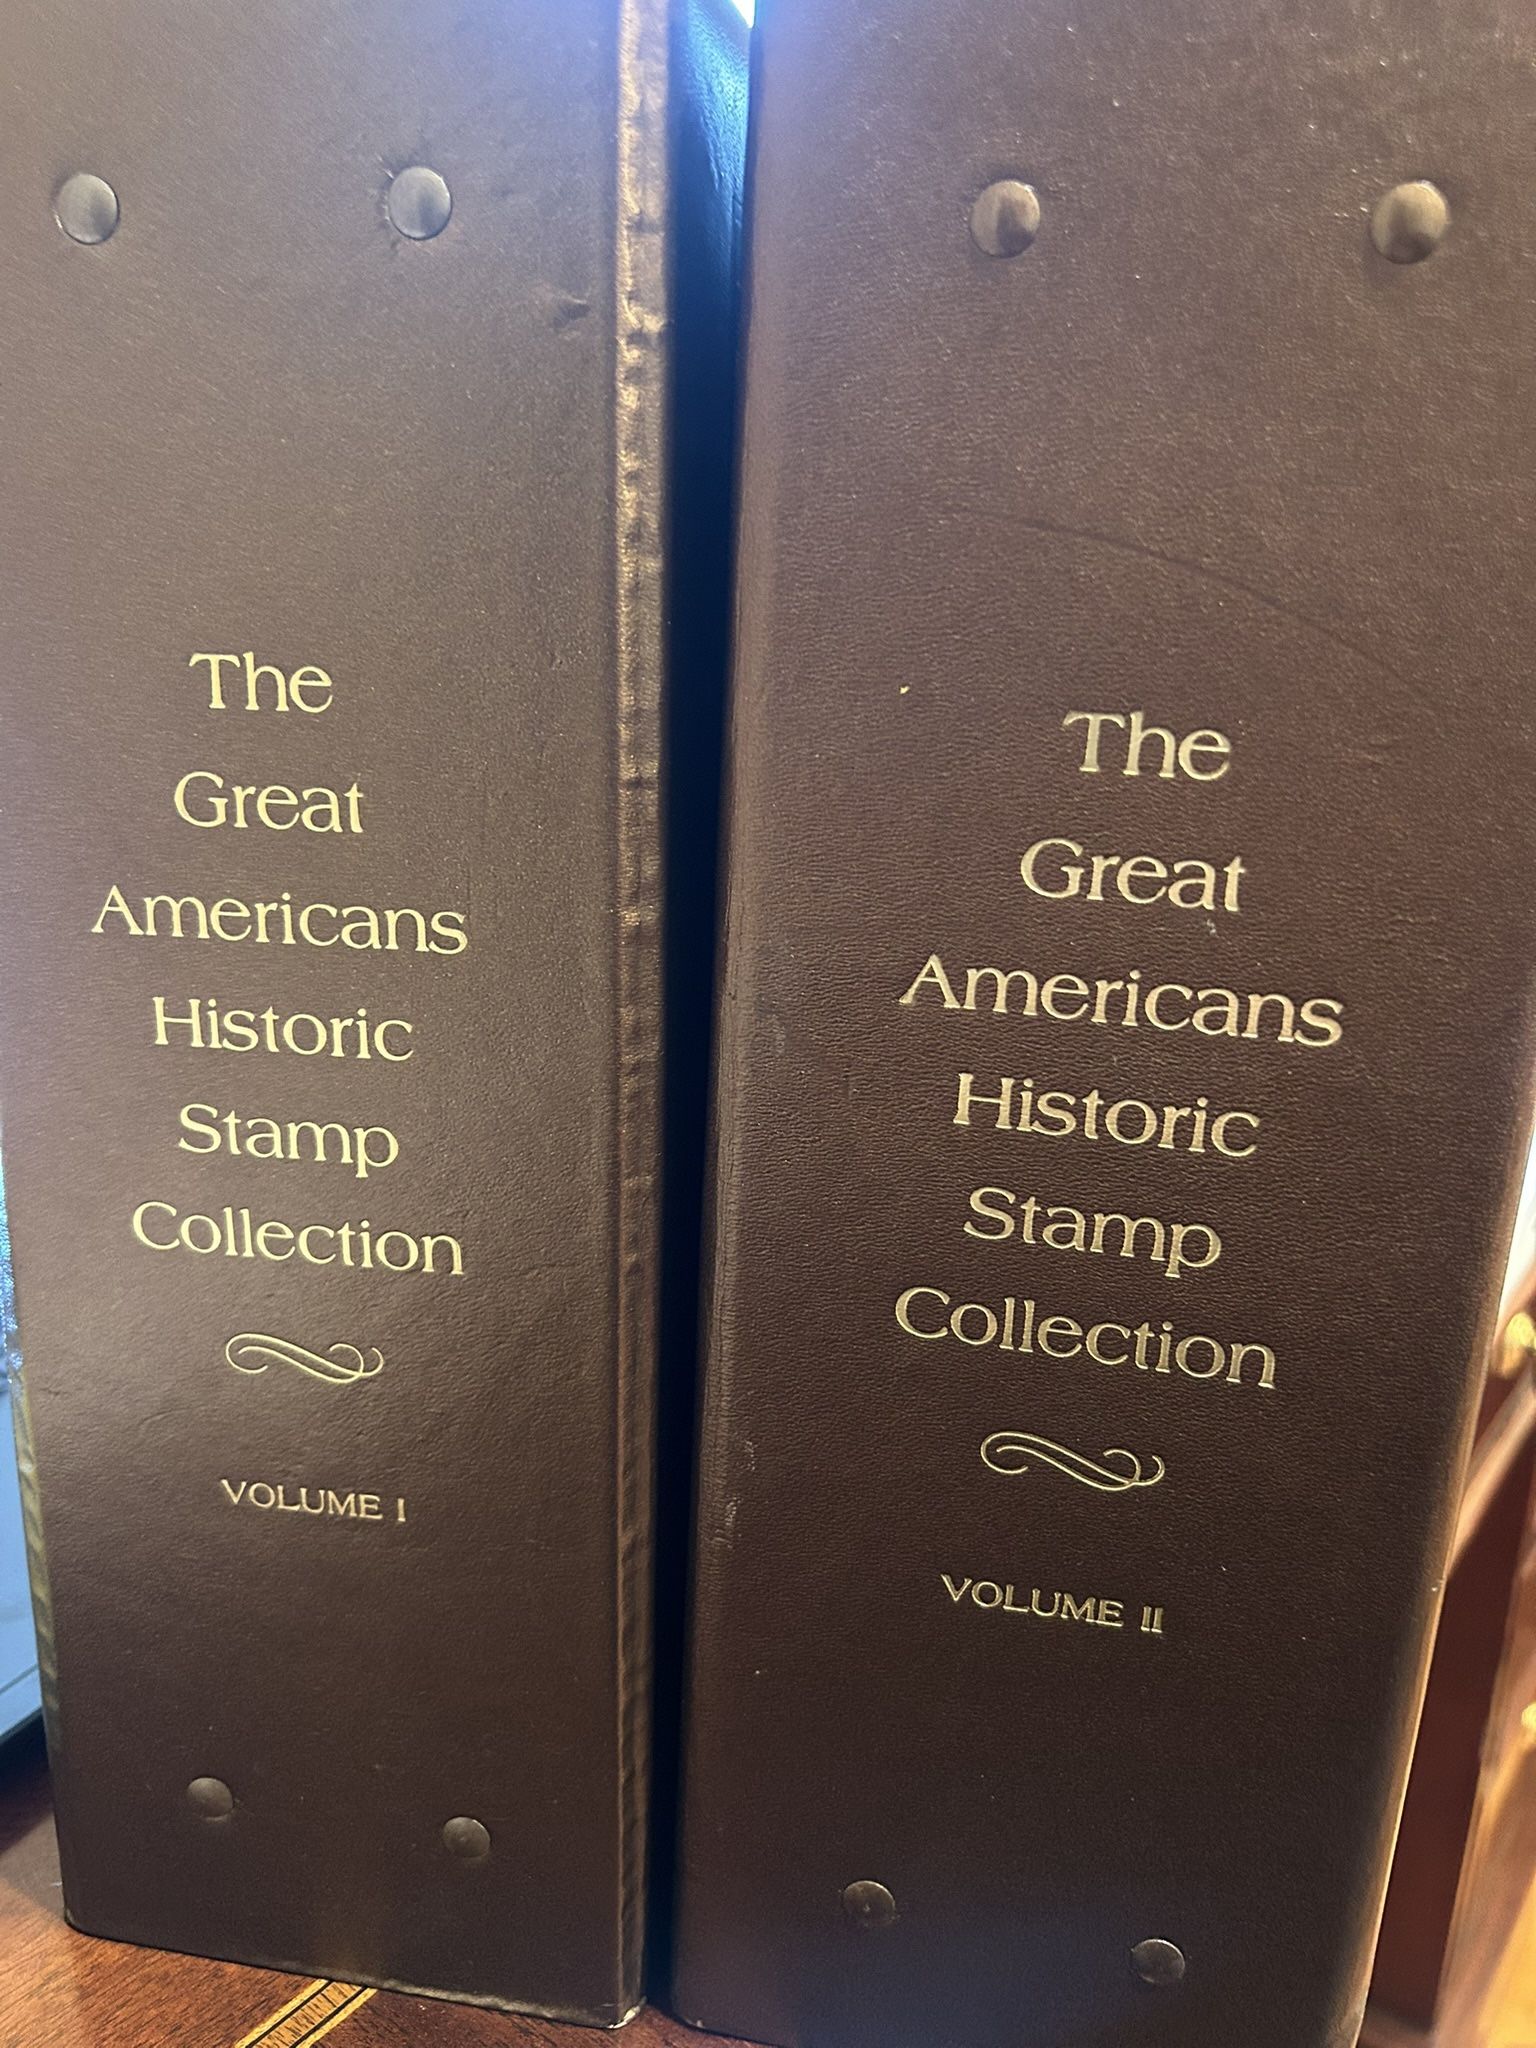 The
Great
Americans
Historic
Stamp
Collection
VOLUME I
The
Great
Americans
Historic
Stamp
Collection
VOLUME II